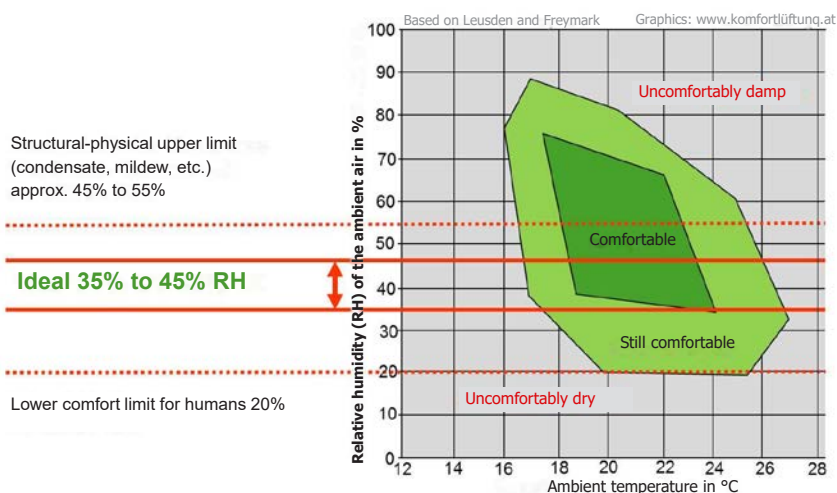 Based on Leusden and Freymark
Graphics: www.komfortlüftung.at
Structural-physical upper limit
(condensate, mildew, etc.)
approx. 45% to 55%
Ideal 35% to 45% RH
Lower comfort limit for humans 20%
Relative humidity (RH) of the ambient air in %
100
90
80
70
60
50
40
30
20
10
0
Uncomfortably damp
Comfortable
Still comfortable
Uncomfortably dry
12 14 16 18 20 22 24 26 28
Ambient temperature in °C